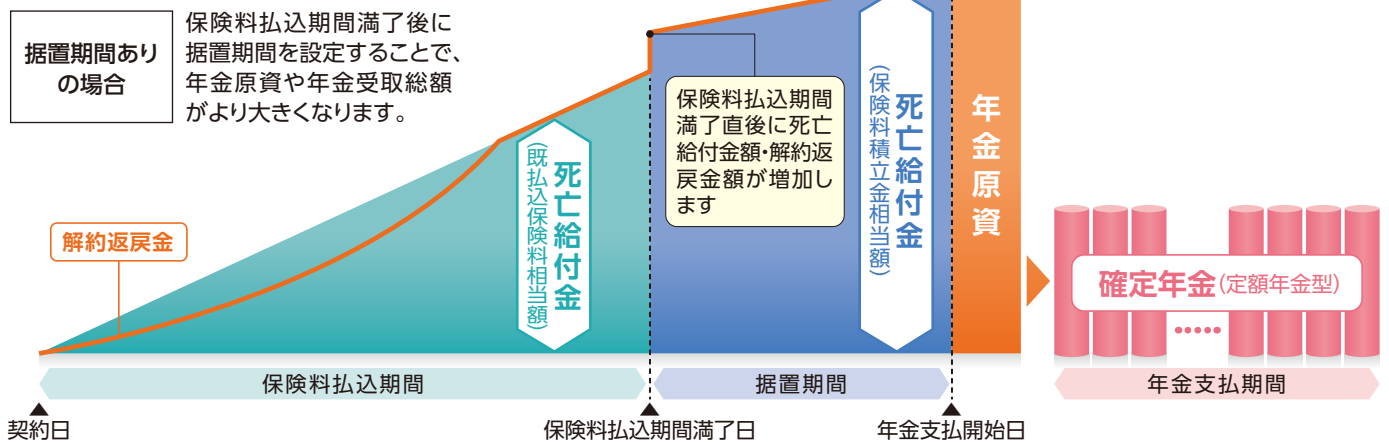 据置期間あり
の場合
保険料払込期間満了後に
据置期間を設定することで、
年金原資や年金受取総額
がより大きくなります。
解約返戻金
死亡給付金
(既払込保険料相当額)
保険料払込期間
満了直後に死亡
給付金額・解約返
戻金額が増加し
ます
死亡給付金
(保険料積立金相当額)
年金原資
確定年金(定額年金型)
保険料払込期間
据置期間
年金支払期間
契約日
保険料払込期間満了日
年金支払開始日